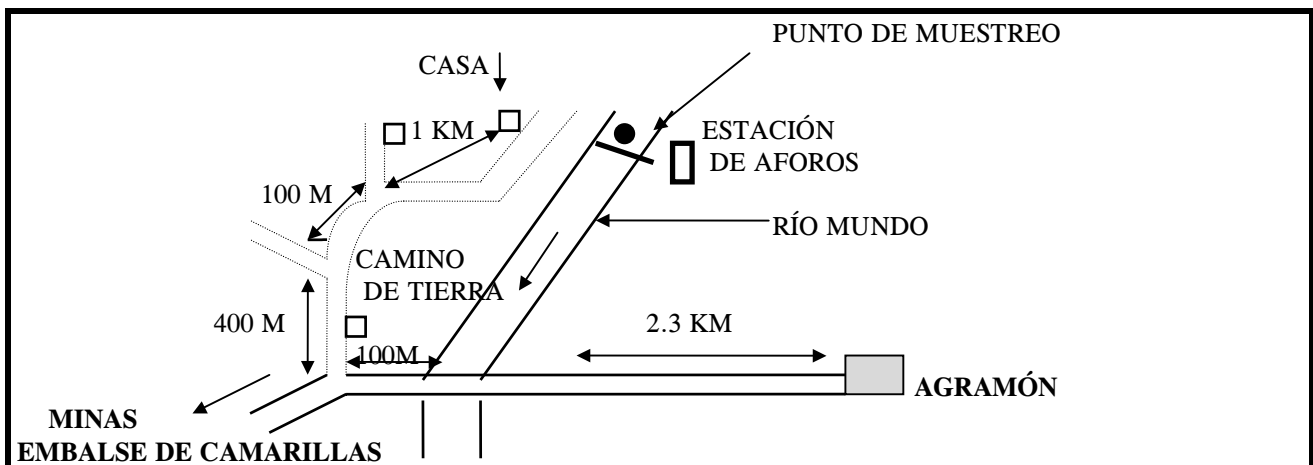 PUNTO DE MUESTREO
CASA
1 KM
ESTACIÓN
DE AFOROS
100 M
RÍO MUNDO
CAMINO
DE TIERRA
400 M
2.3 KM
100M
AGRAMÓN
MINAS
EMBALSE DE CAMARILLAS